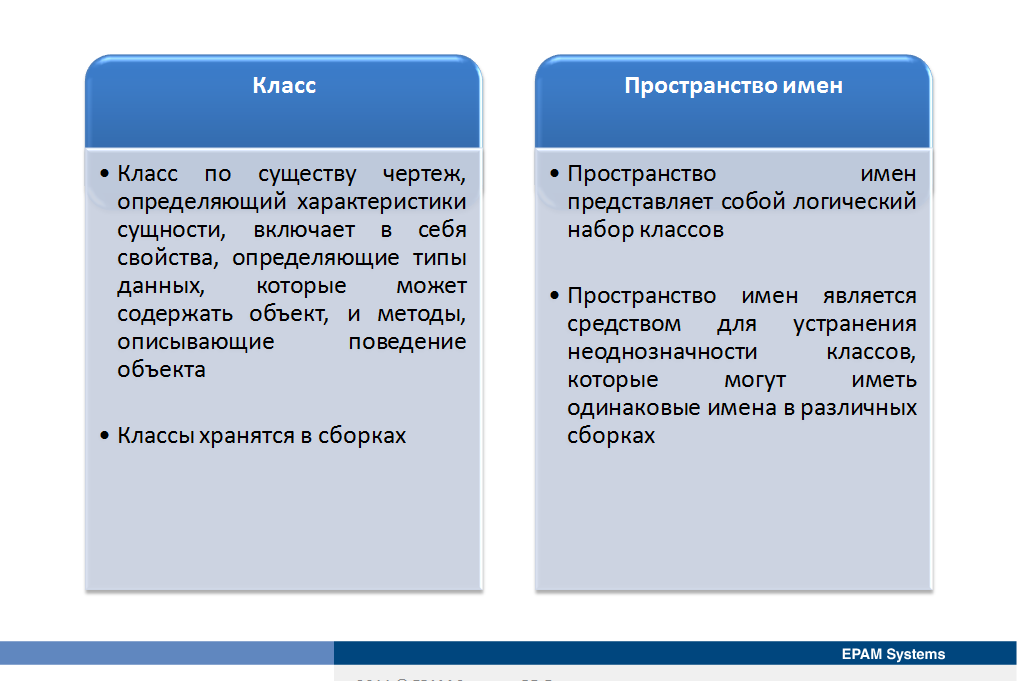 Класс
• Класс по существу чертеж,
определяющий характеристики
сущности, включает в себя
свойства, определяющие типы
данных, которые может
содержать объект, и методы,
описывающие поведение
объекта
• Классы хранятся в сборках
Пространство имен
• Пространство имен
представляет собой логический
набор классов
• Пространство имен является
средством для устранения
неоднозначности классов,
которые могут иметь
одинаковые имена в различных
сборках
EPAM Systems